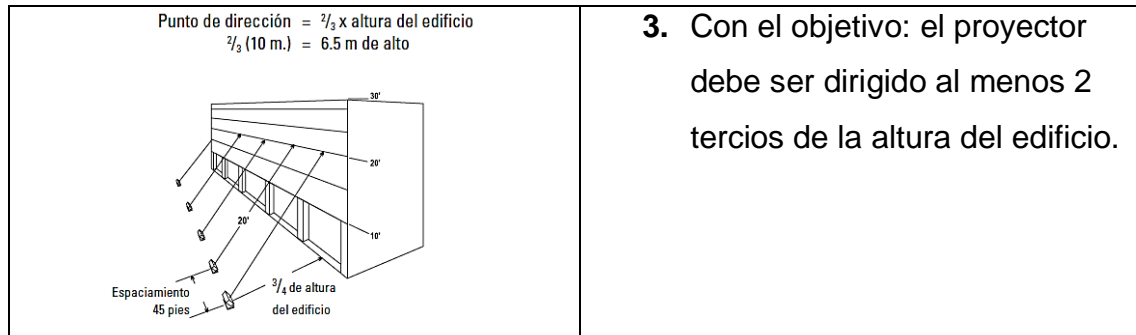 Punto de dirección = 2/3 x altura del edificio
2/3 (10 m.) = 6.5 m de alto
30'
20'
20'
10'
Espaciamiento
45 pies
3/4 de altura
del edificio
3. Con el objetivo: el proyector
debe ser dirigido al menos 2
tercios de la altura del edificio.